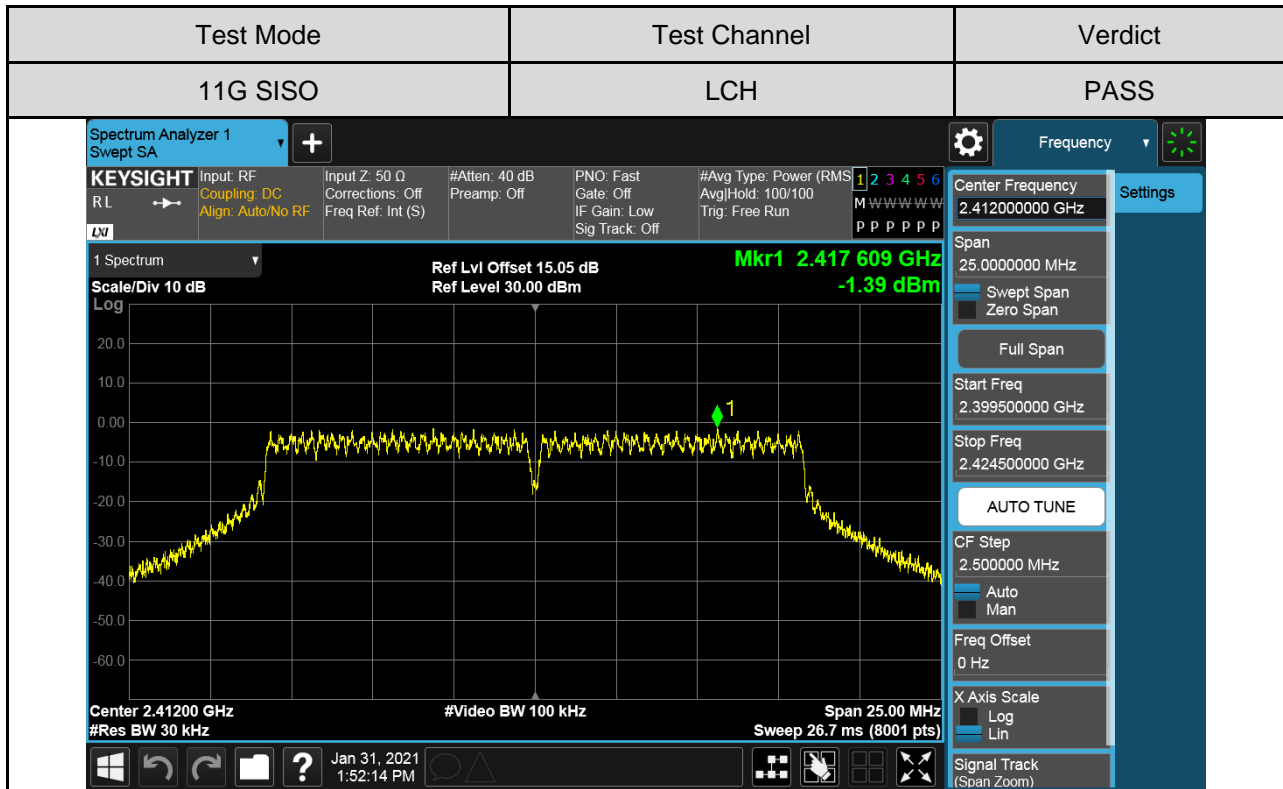 Test Mode Test Channel Verdict
11G SISO LCH PASS
Spectrum Analyzer 1
Swept SA
+
Frequency
KEYSIGHT Input: RF Input Z: 50 Ω #Atten: 40 dB PNO: Fast #Avg Type: Power (RMS 1 2 3 4 5 6
RL Coupling: DC Corrections: Off Preamp: Off Gate: Off Avg|Hold: 100/100 M W W W W W
Align: Auto/No RF Freq Ref: Int (S) IF Gain: Low Trig: Free Run
LXI Sig Track: Off P P P P P P
1 Spectrum
Scale/Div 10 dB
Ref Lvl Offset 15.05 dB
Ref Level 30.00 dBm
Mkr1 2.417 609 GHz
-1.39 dBm
Log
20.0
10.0
0.00
-10.0
-20.0
-30.0
-40.0
-50.0
-60.0
1
Center 2.41200 GHz #Video BW 100 kHz Span 25.00 MHz
#Res BW 30 kHz Sweep 26.7 ms (8001 pts)
?
Jan 31, 2021
1:52:14 PM
Center Frequency
2.412000000 GHz
Settings
Span
25.0000000 MHz
Swept Span
Zero Span
Full Span
Start Freq
2.399500000 GHz
Stop Freq
2.424500000 GHz
AUTO TUNE
CF Step
2.500000 MHz
Auto
Man
Freq Offset
0 Hz
X Axis Scale
Log
Lin
Signal Track
(Span Zoom)